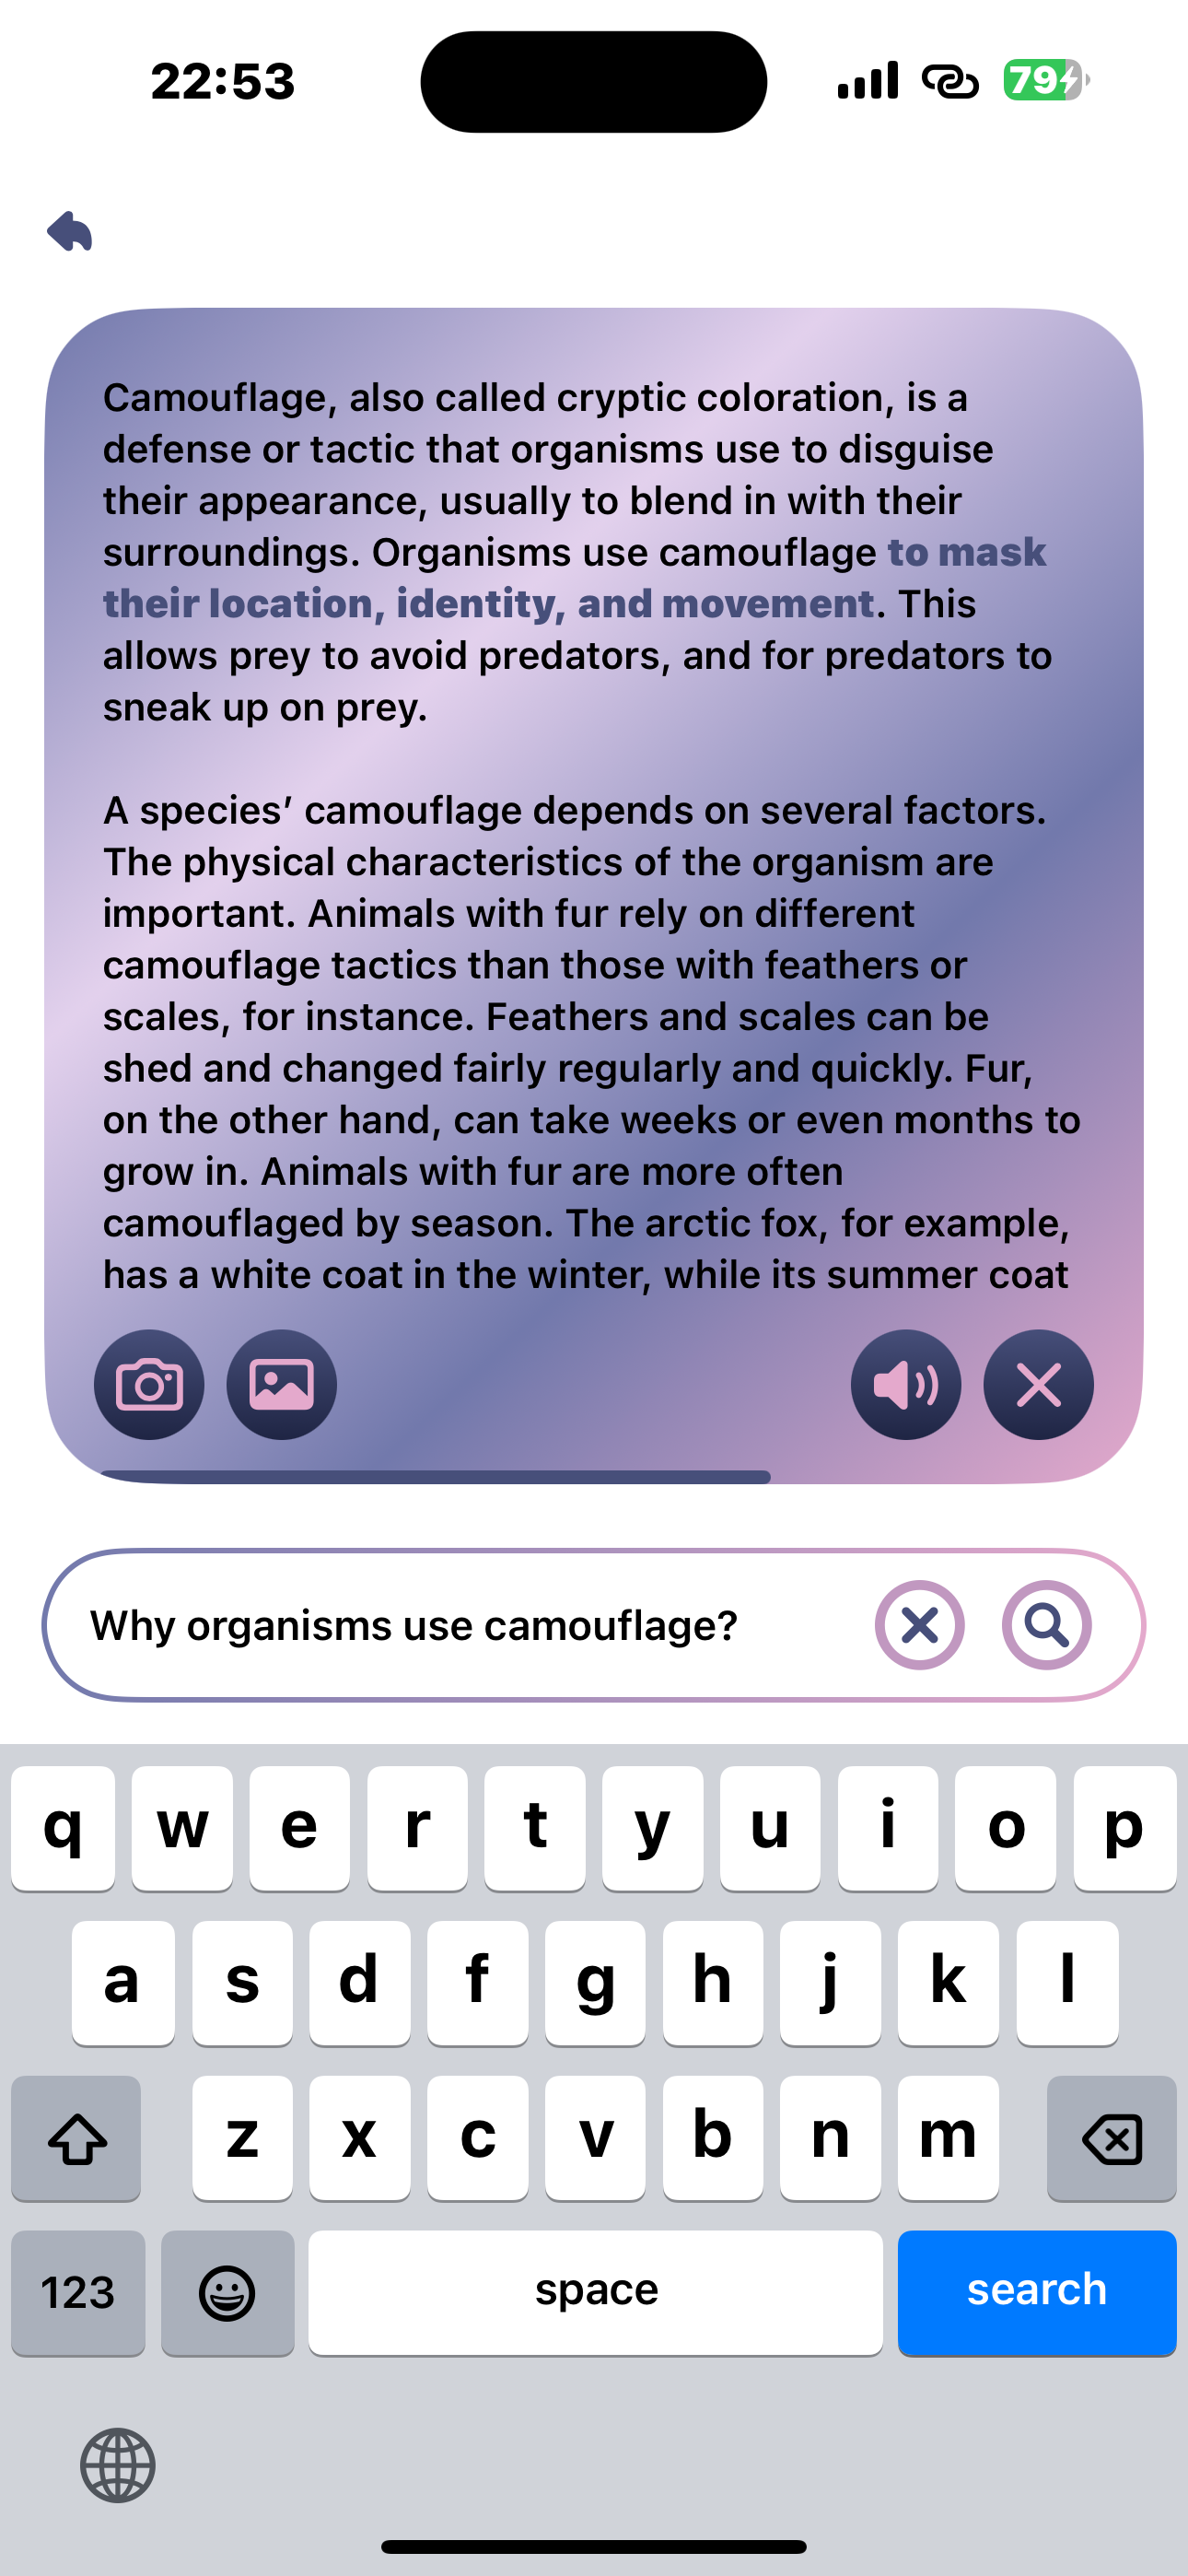 22:53
79
Camouflage, also called cryptic coloration, is a
defense or tactic that organisms use to disguise
their appearance, usually to blend in with their
surroundings. Organisms use camouflage to mask
their location, identity, and movement. This
allows prey to avoid predators, and for predators to
sneak up on prey.
A species’ camouflage depends on several factors.
The physical characteristics of the organism are
important. Animals with fur rely on different
camouflage tactics than those with feathers or
scales, for instance. Feathers and scales can be
shed and changed fairly regularly and quickly. Fur,
on the other hand, can take weeks or even months to
grow in. Animals with fur are more often
camouflaged by season. The arctic fox, for example,
has a white coat in the winter, while its summer coat
Why organisms use camouflage?
q w e r t y u i o p
a s d f g h j k l
z x c v b n m
123 space search